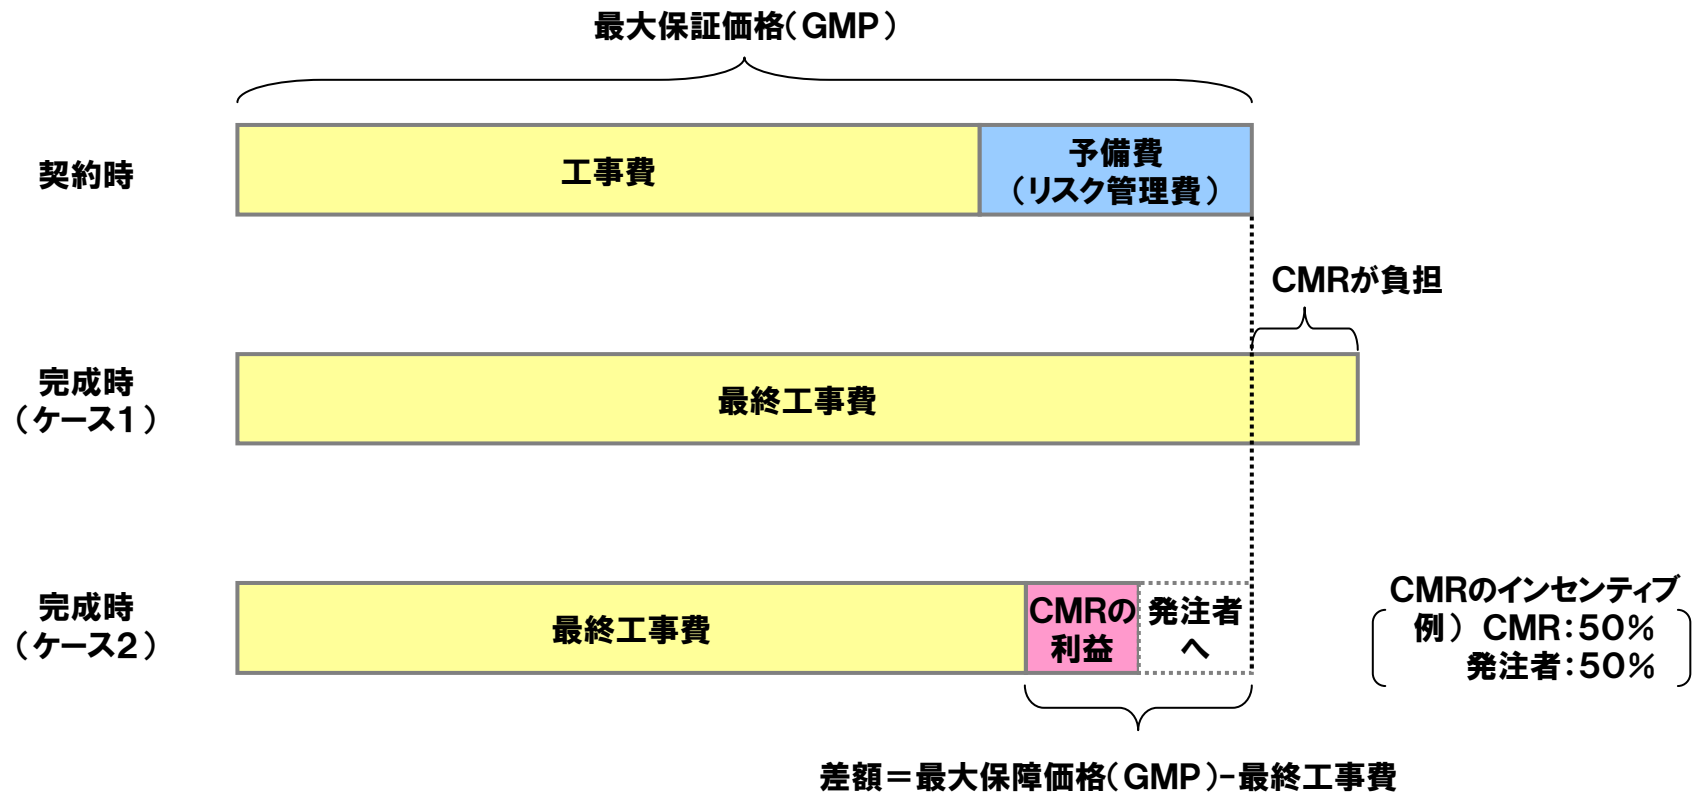 最大保証価格(GMP)
契約時
工事費
予備費
(リスク管理費)
CMRが負担
完成時
(ケース1)
最終工事費
完成時
(ケース2)
最終工事費
CMRの
利益
発注者
へ
CMRのインセンティブ
例) CMR:50%
発注者:50%
差額=最大保障価格(GMP)-最終工事費